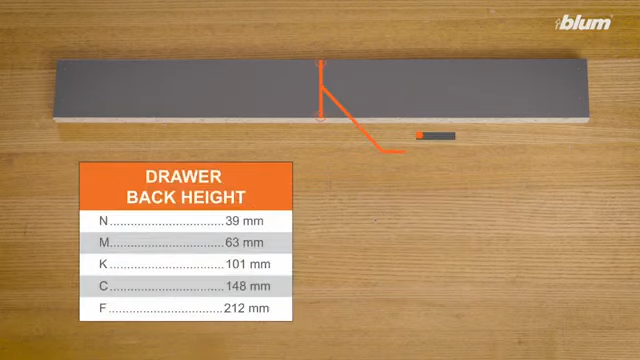 blum
DRAWER
BACK HEIGHT
N..............................39 mm
M..............................63 mm
K..............................101 mm
C..............................148 mm
F..............................212 mm